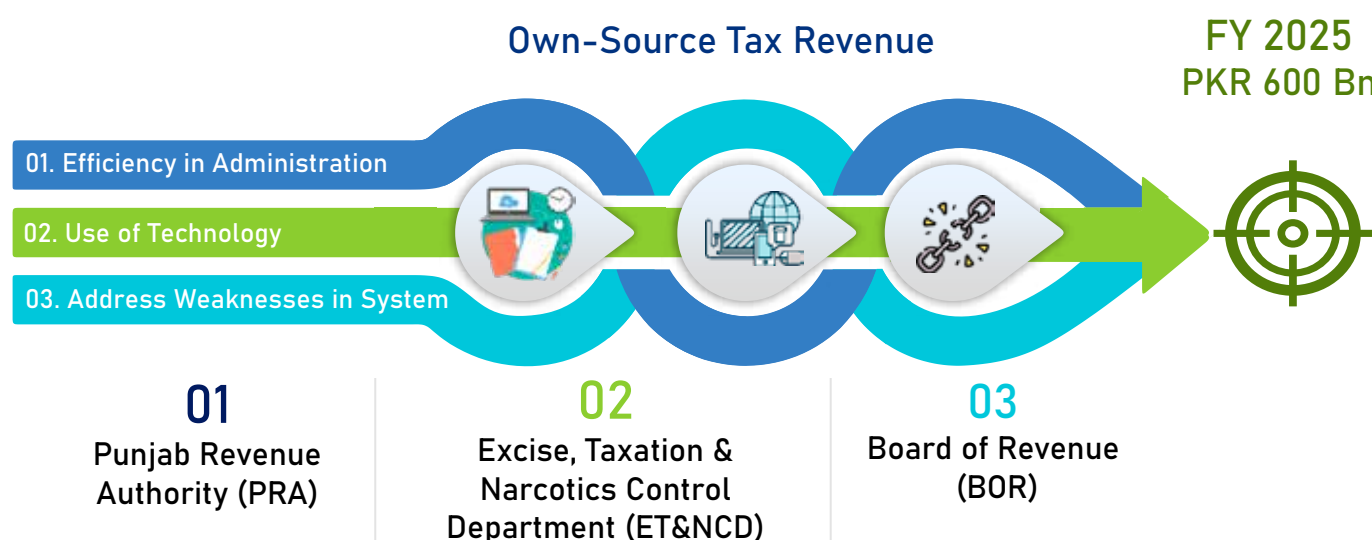 Own-Source Tax Revenue
FY 2025
PKR 600 Bn
01. Efficiency in Administration
02. Use of Technology
03. Address Weaknesses in System
01
Punjab Revenue
Authority (PRA)
02
Excise, Taxation &
Narcotics Control
Department (ET&NCD)
03
Board of Revenue
(BOR)